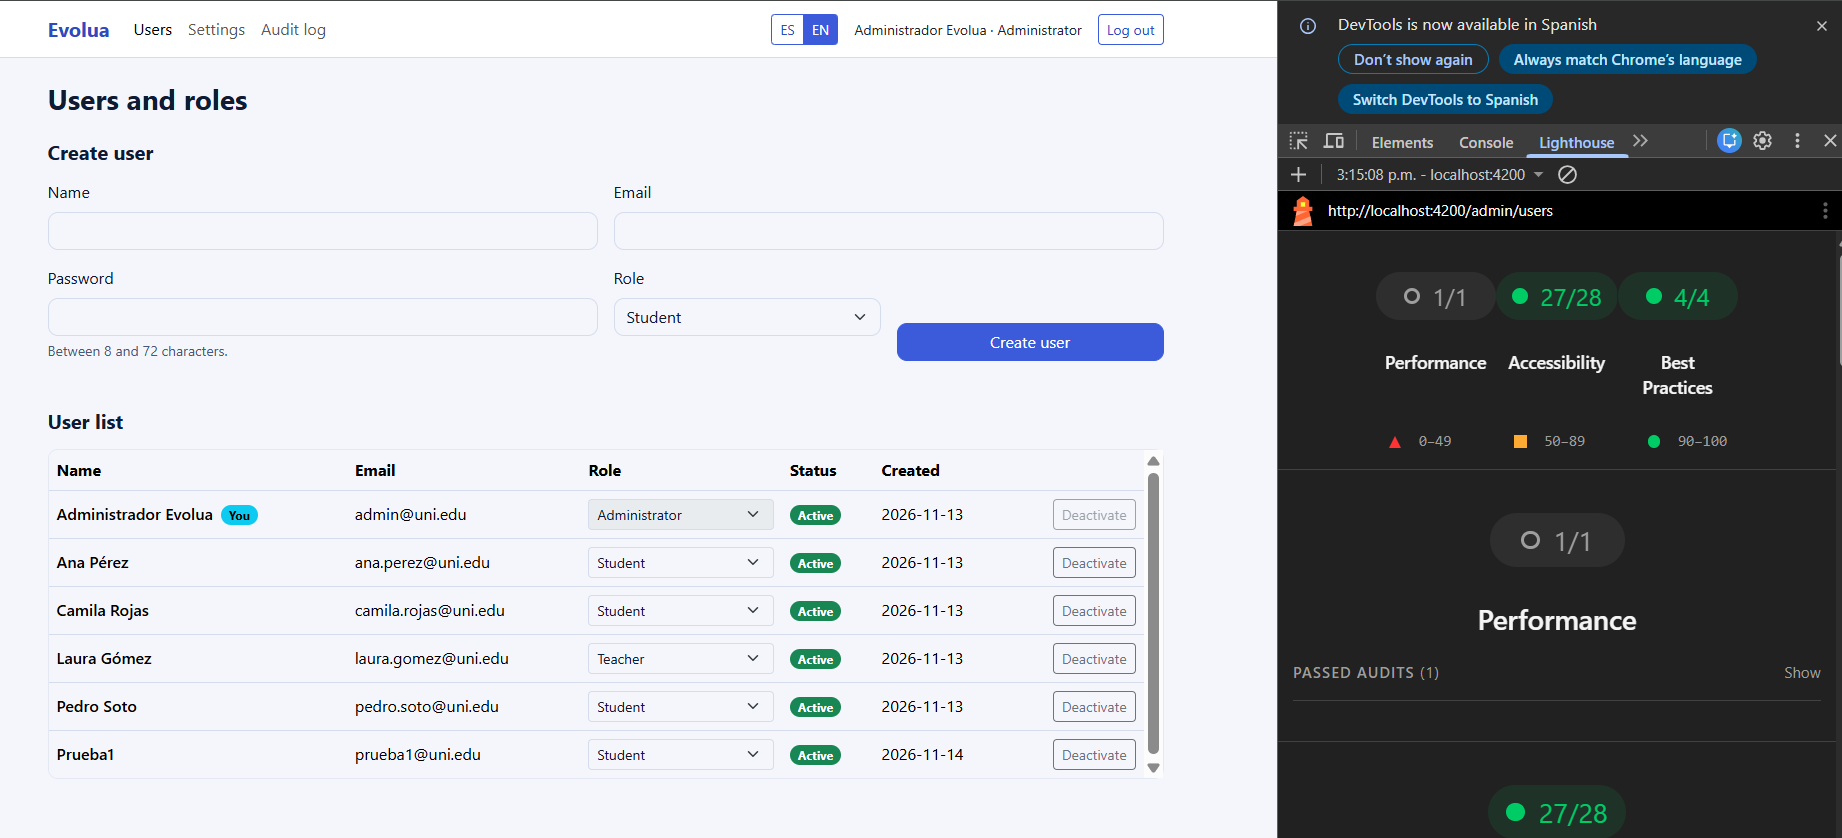 Evolua Users Settings Audit log ES EN Administrador Evolua · Administrator Log out
Users and roles
Create user
Name Email
Password Role
Student
Create user
Between 8 and 72 characters.
User list
Name Email Role Status Created
Administrador Evolua You admin@uni.edu Administrator Active 2026-11-13 Deactivate
Ana Pérez ana.perez@uni.edu Student Active 2026-11-13 Deactivate
Camila Rojas camila.rojas@uni.edu Student Active 2026-11-13 Deactivate
Laura Gómez laura.gomez@uni.edu Teacher Active 2026-11-13 Deactivate
Pedro Soto pedro.soto@uni.edu Student Active 2026-11-13 Deactivate
Prueba1 prueba1@uni.edu Student Active 2026-11-14 Deactivate
DevTools is now available in Spanish
Don't show again Always match Chrome's language
Switch DevTools to Spanish
Elements Console Lighthouse
3:15:08 p.m. - localhost:4200
http://localhost:4200/admin/users
1/1 27/28 4/4
Performance Accessibility Best
Practices
0–49 50–89 90–100
1/1
Performance
PASSED AUDITS (1) Show
27/28